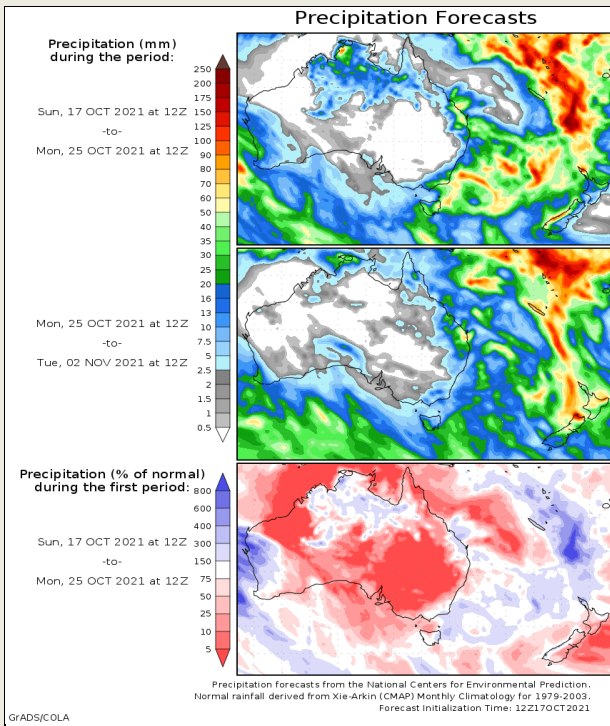 Precipitation Forecasts
Precipitation (mm)
during the period:
Sun, 17 OCT 2021 at 12Z
-to-
Mon, 25 OCT 2021 at 12Z
250
200
175
150
125
100
90
80
70
60
50
40
35
30
25
20
16
13
10
7.5
5
2.5
2
1.5
1
0.5
Mon, 25 OCT 2021 at 12Z
-to-
Tue, 02 NOV 2021 at 12Z
Precipitation (% of normal)
during the first period:
Sun, 17 OCT 2021 at 12Z
-to-
Mon, 25 OCT 2021 at 12Z
800
600
400
300
150
75
50
25
10
5
Precipitation forecasts from the National Centers for Environmental Prediction.
Normal rainfall derived from Xie-Arkin (CMAP) Monthly Climatology for 1979-2003.
Forecast Initialization Time: 12Z17OCT2021
GrADS/COLA